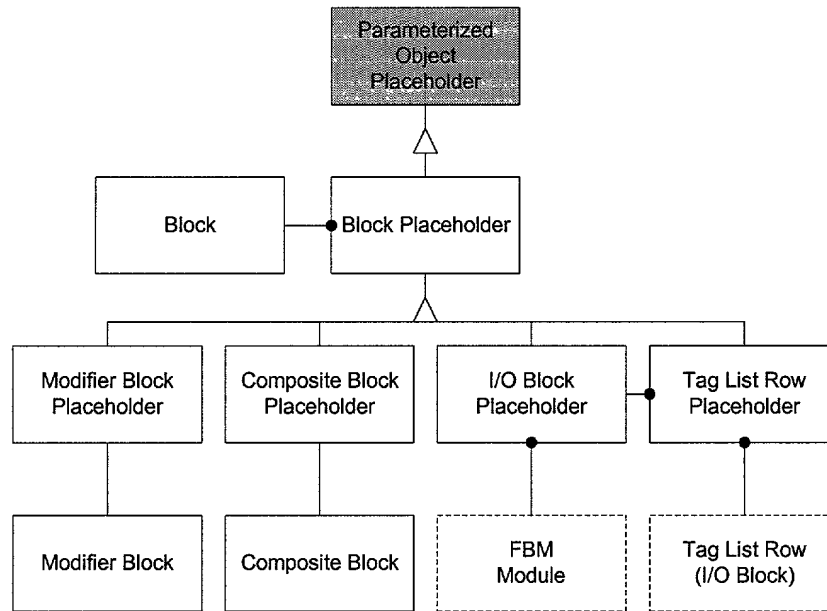 Parameterized
Object
Placeholder
Block
Block Placeholder
Modifier Block
Placeholder
Composite Block
Placeholder
I/O Block
Placeholder
Tag List Row
Placeholder
Modifier Block
Composite Block
FBM
Module
Tag List Row
(I/O Block)